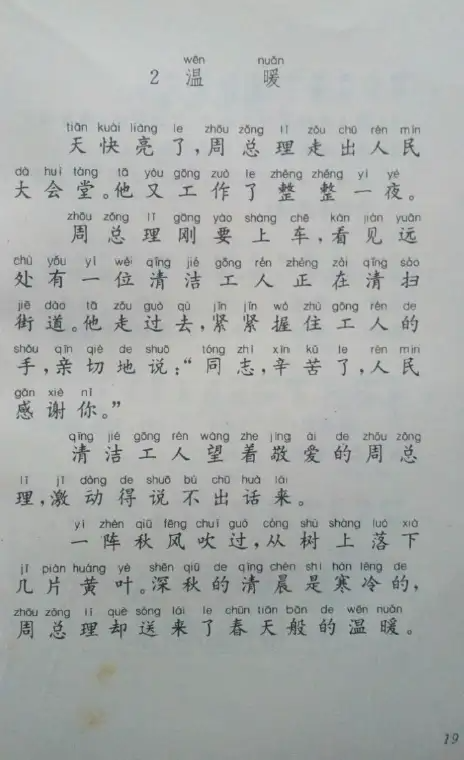 wēn nuǎn
2 温 暖
tiān kuài liàng le zhōu zǒng lǐ zǒu chū rén mín
天快亮了，周总理走出人民
dà huì táng tā yòu gōng zuò le zhěng zhěng yí yè
大会堂。他又工作了整整一夜。
zhōu zǒng lǐ gāng yào shàng chē kàn jiàn yuǎn
周总理刚要上车，看见远
chù yǒu yí wèi qīng jié gōng rén zhèng zài qīng sǎo
处有一位清洁工人正在清扫
jiē dào tā zǒu guò qù jǐn jǐn wò zhù gōng rén de
街道。他走过去，紧紧握住工人的
shǒu qīn qiè de shuō tóng zhì xīn kǔ le rén mín
手，亲切地说：“同志，辛苦了，人民
gǎn xiè nǐ
感谢你。”
qīng jié gōng rén wàng zhe jìng ài de zhōu zǒng
清洁工人望着敬爱的周总
lǐ jī dòng de shuō bù chū huà lái
理，激动得说不出话来。
yí zhèn qiū fēng chuī guò cóng shù shàng luò xià
一阵秋风吹过，从树上落下
jǐ piàn huáng yè shēn qiū de qīng chén shì hán lěng de
几片黄叶。深秋的清晨是寒冷的，
zhōu zǒng lǐ què sòng lái le chūn tiān bān de wēn nuǎn
周总理却送来了春天般的温暖。
19